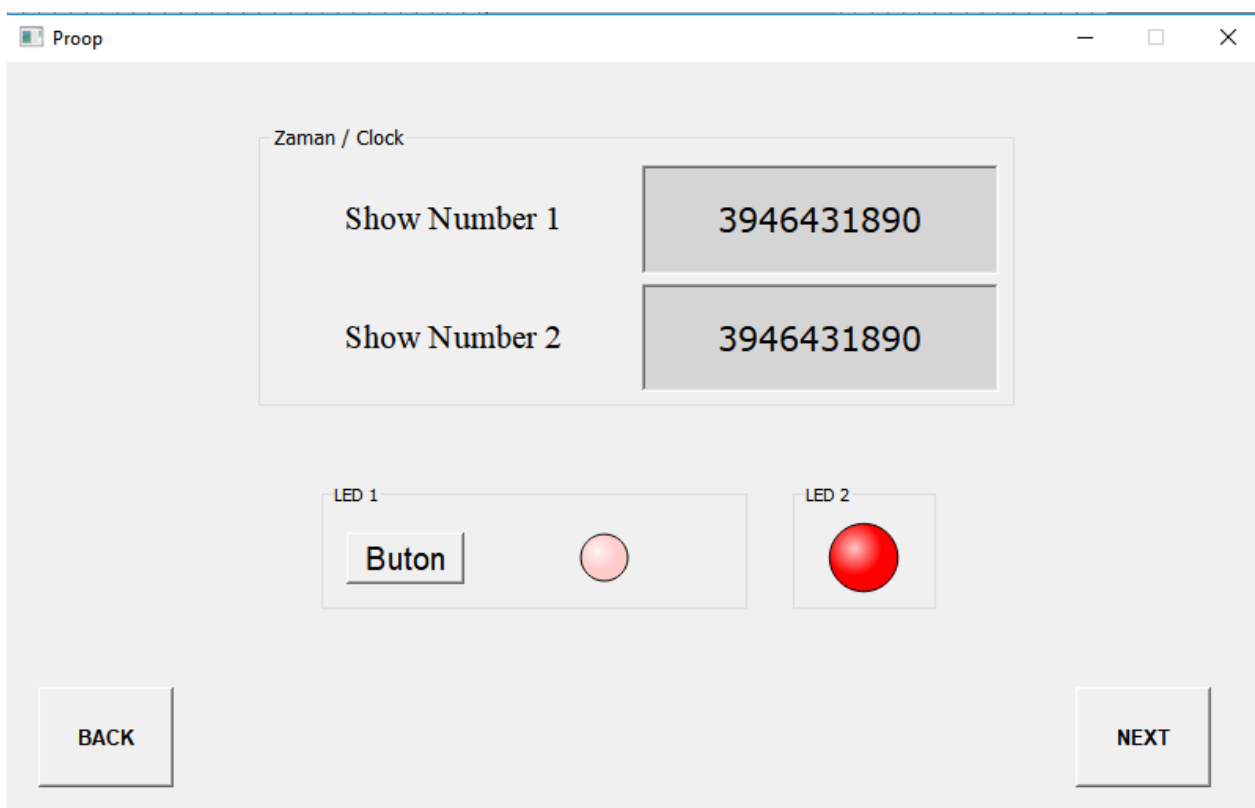 Proop
Zaman / Clock
Show Number 1 3946431890
Show Number 2 3946431890
LED 1 LED 2
Buton
BACK NEXT